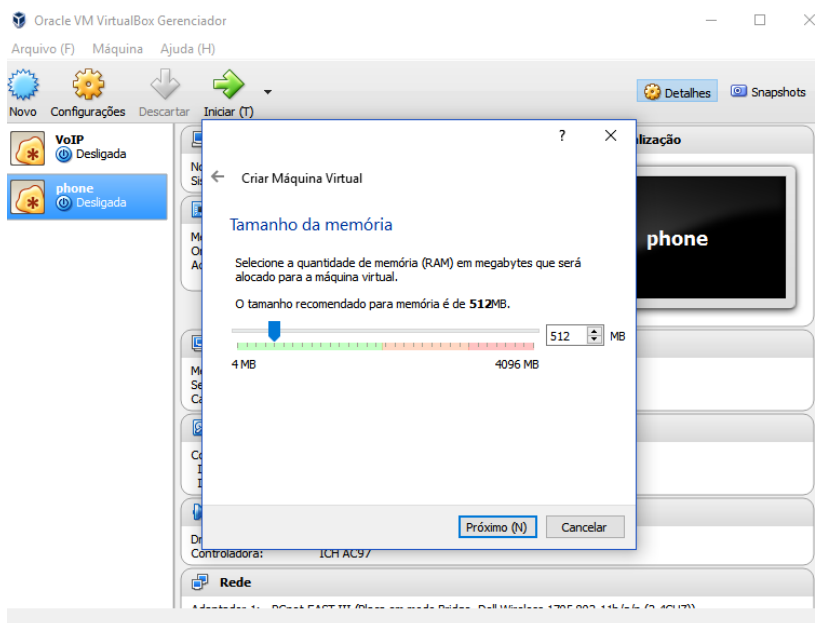 Oracle VM VirtualBox Gerenciador
Arquivo (F) Máquina Ajuda (H)
Novo Configurações Descartar Iniciar (T)
Detalhes Snapshots
VoIP
Desligada
phone
Desligada
lização
phone
?
Criar Máquina Virtual
Tamanho da memória
Selecione a quantidade de memória (RAM) em megabytes que será
alocado para a máquina virtual.
O tamanho recomendado para memória é de 512MB.
512 MB
4 MB 4096 MB
Próximo (N) Cancelar
Controladora: ICH AC97
Rede